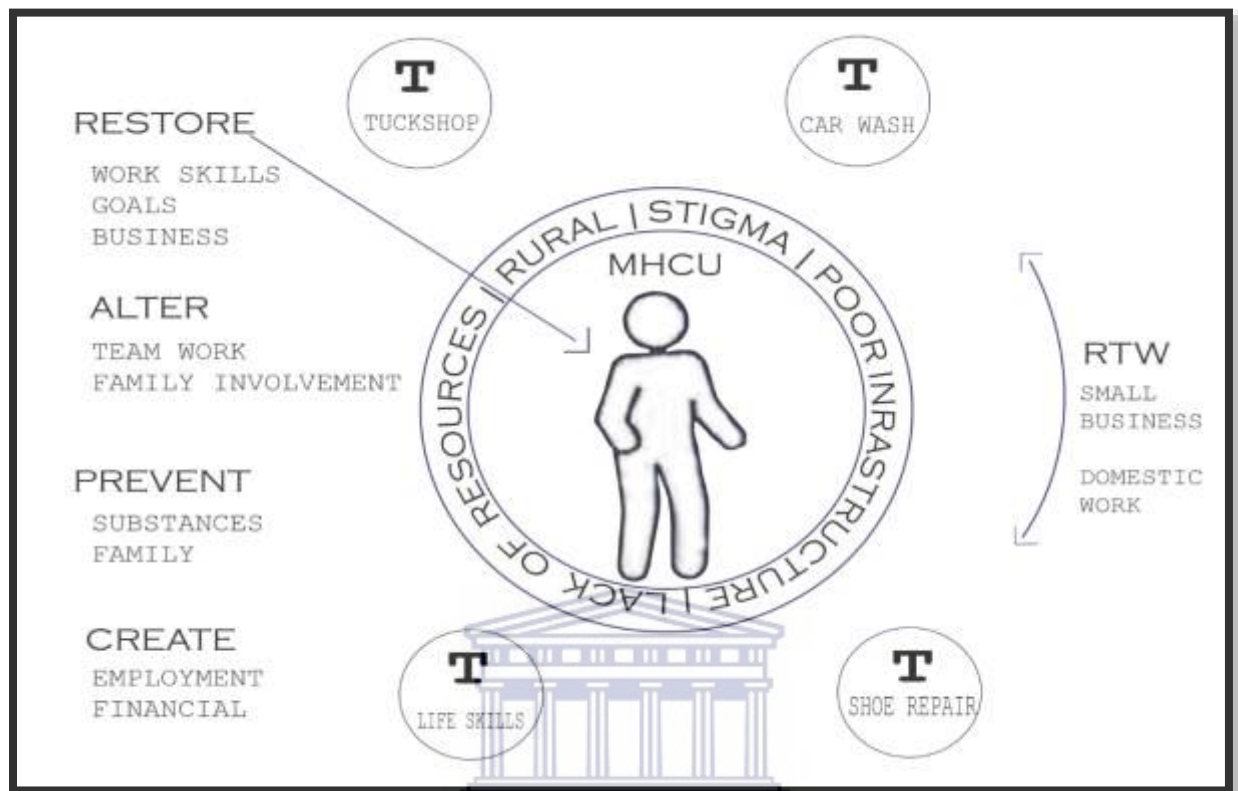 T
TUCKSHOP
T
CAR WASH
RESTORE
WORK SKILLS
GOALS
BUSINESS
ALTER
TEAM WORK
FAMILY INVOLVEMENT
PREVENT
SUBSTANCES
FAMILY
CREATE
EMPLOYMENT
FINANCIAL
RURAL | STIGMA | POOR INRASTRUCTURE | LACK OF RESOURCES |
MHCU
RTW
SMALL
BUSINESS
DOMESTIC
WORK
T
LIFE SKILLS
T
SHOE REPAIR